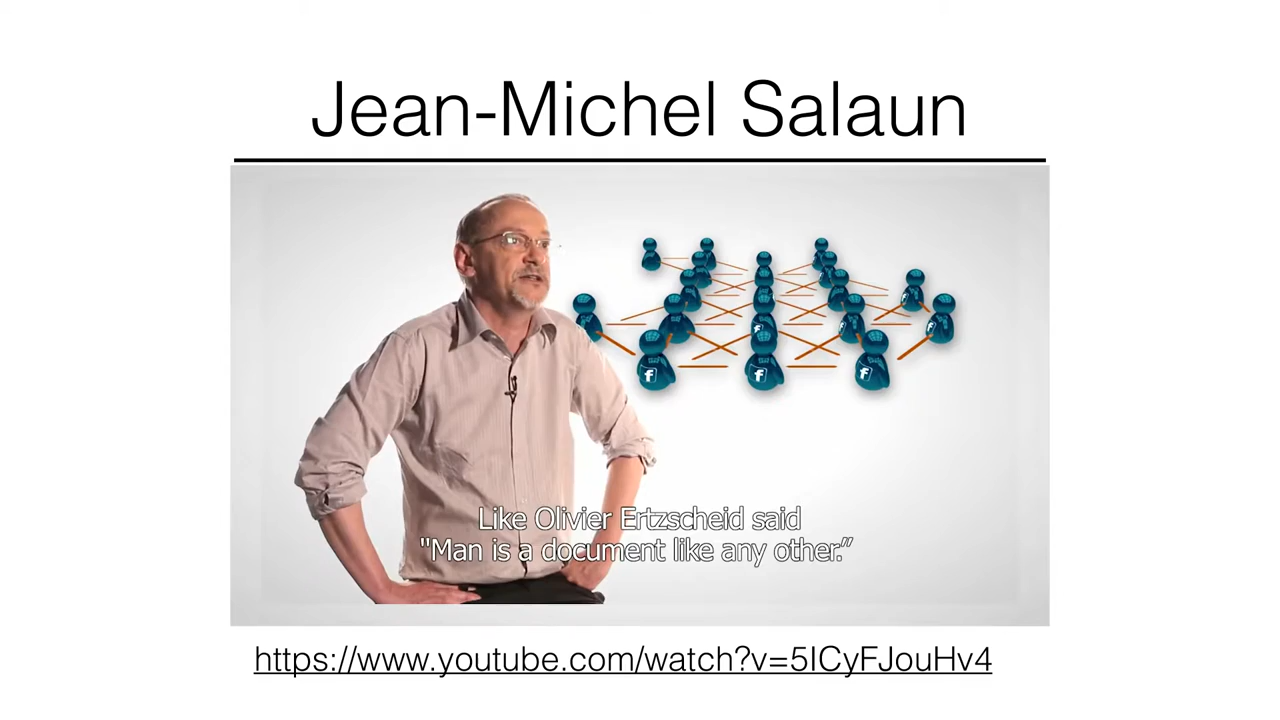 Jean-Michel Salaun
f
f
f
f
f
f
Like Olivier Ertzscheid said
"Man is a document like any other.”
https://www.youtube.com/watch?v=5ICyFJouHv4